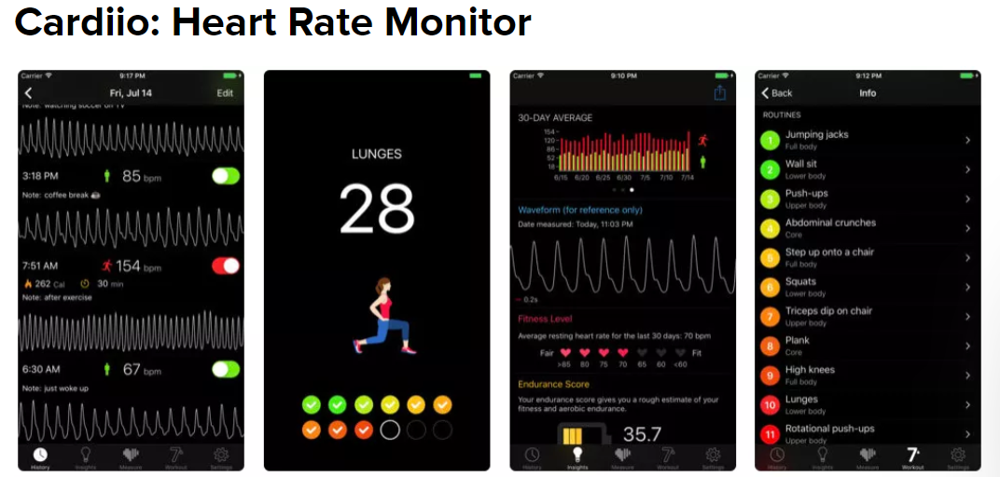 Cardiio: Heart Rate Monitor
Carrier 9:17 PM
Fri, Jul 14 Edit
Note: watching soccer on TV
3:18 PM 85 bpm
Note: coffee break
7:51 AM 154 bpm
262 Cal 30 min
Note: after exercise
6:30 AM 67 bpm
Note: just woke up
History Insights Measure Workout Settings
LUNGES
28
Carrier 9:10 PM
30-DAY AVERAGE
154
120
86
52
18
6/15 6/20 6/25 6/30 7/5 7/10 7/14
Waveform (for reference only)
Date measured: Today, 11:03 PM
0.2s
Fitness Level
Average resting heart rate for the last 30 days: 70 bpm
Fair Fit
>85 80 75 70 65 60 <60
Endurance Score
Your endurance score gives you a rough estimate of your
fitness and aerobic endurance.
35.7
History Insights Measure Workout Settings
Carrier 9:12 PM
Back Info
ROUTINES
1 Jumping jacks
Full body
2 Wall sit
Lower body
3 Push-ups
Upper body
4 Abdominal crunches
Core
5 Step up onto a chair
Lower body
6 Squats
Lower body
7 Triceps dip on chair
Upper body
8 Plank
Core
9 High knees
Full body
10 Lunges
Lower body
11 Rotational push-ups
Upper body
History Insights Measure 7 Workout Settings